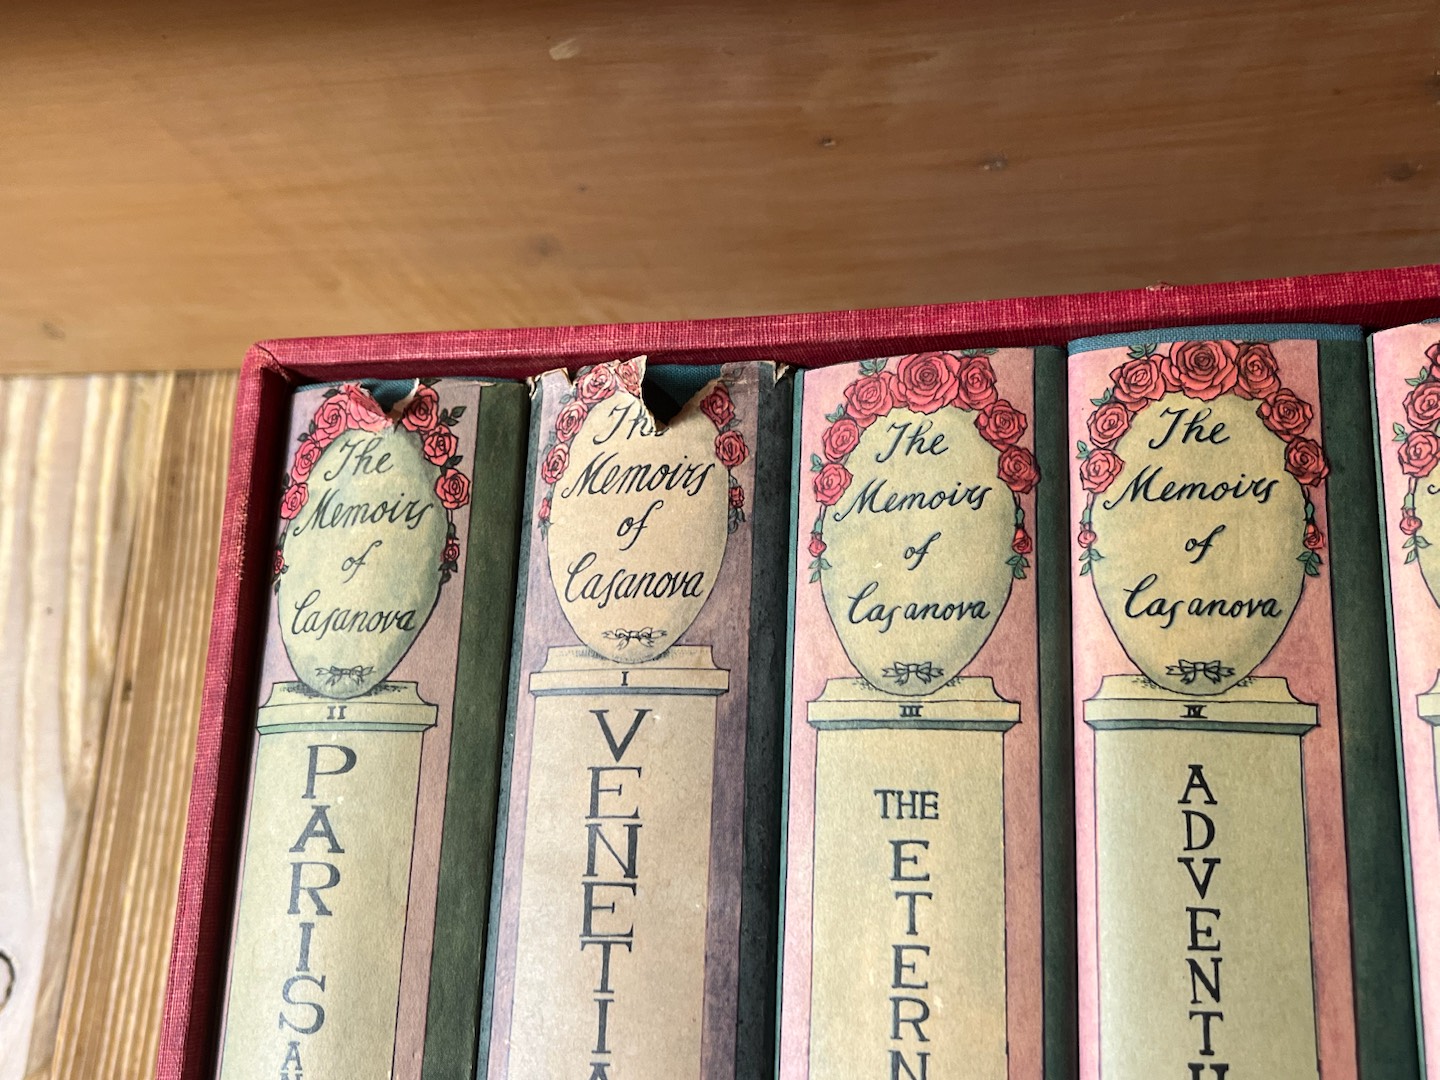 The
Memoirs
of
Casanova
II
PARIS
AN
The
Memoirs
of
Casanova
I
VENETIA
The
Memoirs
of
Casanova
III
THE
ETERN
The
Memoirs
of
Casanova
IV
ADVENTU